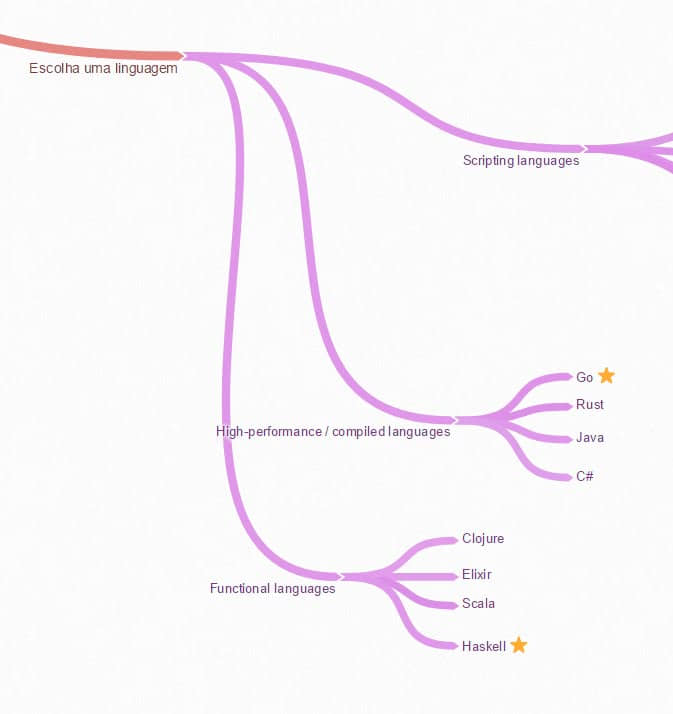 Escolha uma linguagem
Scripting languages
High-performance / compiled languages
Go
Rust
Java
C#
Functional languages
Clojure
Elixir
Scala
Haskell